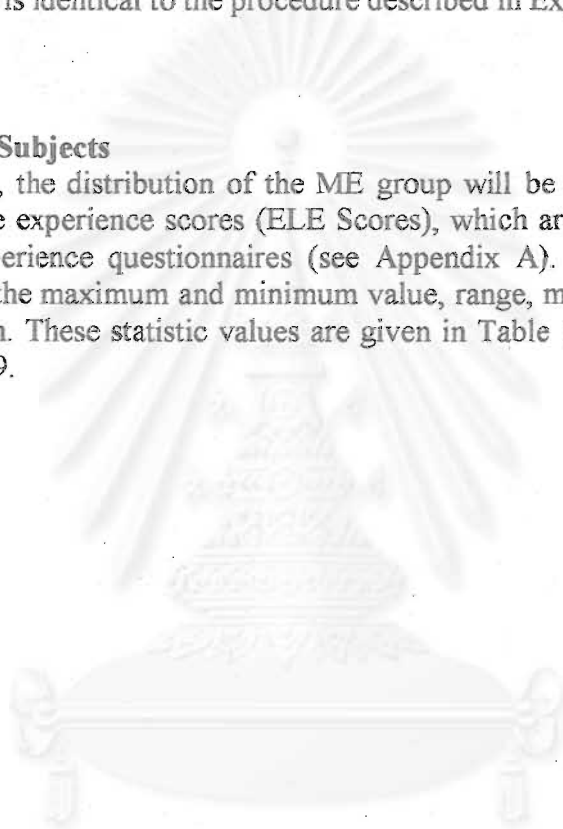 is identical to the procedure described in Ex
Subjects
, the distribution of the ME group will be
e experience scores (ELE Scores), which ar
erience questionnaires (see Appendix A).
the maximum and minimum value, range, m
n. These statistic values are given in Table
9.